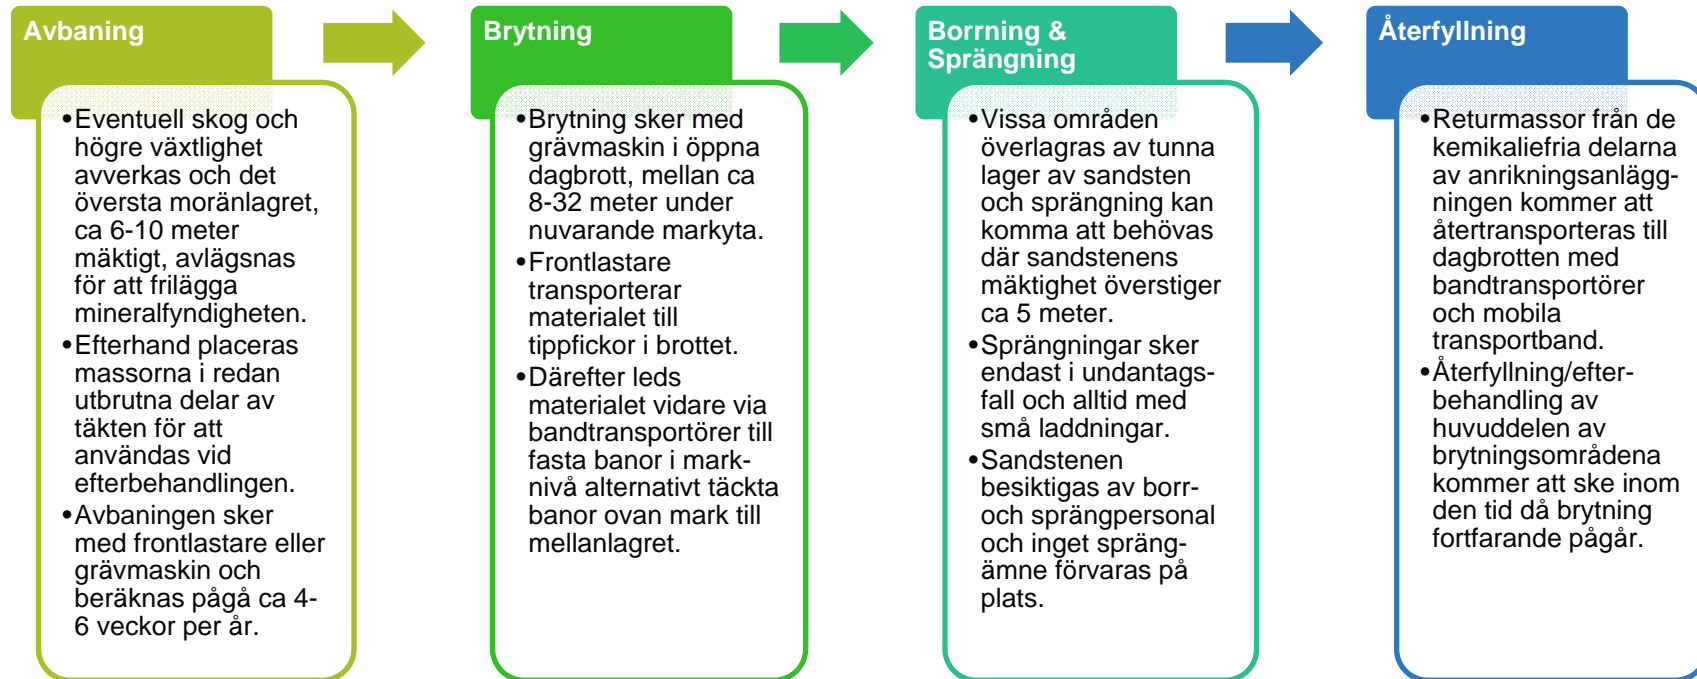 Avbaning
•Eventuell skog och
högre växtlighet
avverkas och det
översta moränlagret,
ca 6-10 meter
mäktigt, avlägsnas
för att frilägga
mineralfyndigheten.
•Efterhand placeras
massorna i redan
utbrutna delar av
täkten för att
användas vid
efterbehandlingen.
•Avbaningen sker
med frontlastare eller
grävmaskin och
beräknas pågå ca 4-
6 veckor per år.
Brytning
•Brytning sker med
grävmaskin i öppna
dagbrott, mellan ca
8-32 meter under
nuvarande markyta.
•Frontlastare
transporterar
materialet till
tippfickor i brottet.
•Därefter leds
materialet vidare via
bandtransportörer till
fasta banor i mark-
nivå alternativt täckta
banor ovan mark till
mellanlagret.
Borrning &
Sprängning
•Vissa områden
överlagras av tunna
lager av sandsten
och sprängning kan
komma att behövas
där sandstenens
mäktighet överstiger
ca 5 meter.
•Sprängningar sker
endast i undantags-
fall och alltid med
små laddningar.
•Sandstenen
besiktigas av borr-
och sprängpersonal
och inget spräng-
ämne förvaras på
plats.
Återfyllning
•Returmassor från de
kemikaliefria delarna
av anrikningsanlägg-
ningen kommer att
återtransporteras till
dagbrotten med
bandtransportörer
och mobila
transportband.
•Återfyllning/efter-
behandling av
huvuddelen av
brytningsområdena
kommer att ske inom
den tid då brytning
fortfarande pågår.